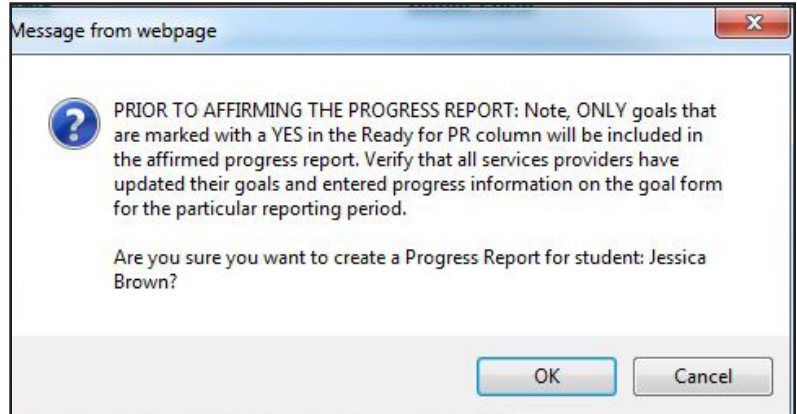 Message from webpage
PRIOR TO AFFIRMING THE PROGRESS REPORT: Note, ONLY goals that
are marked with a YES in the Ready for PR column will be included in
the affirmed progress report. Verify that all services providers have
updated their goals and entered progress information on the goal form
for the particular reporting period.
Are you sure you want to create a Progress Report for student: Jessica
Brown?
OK
Cancel